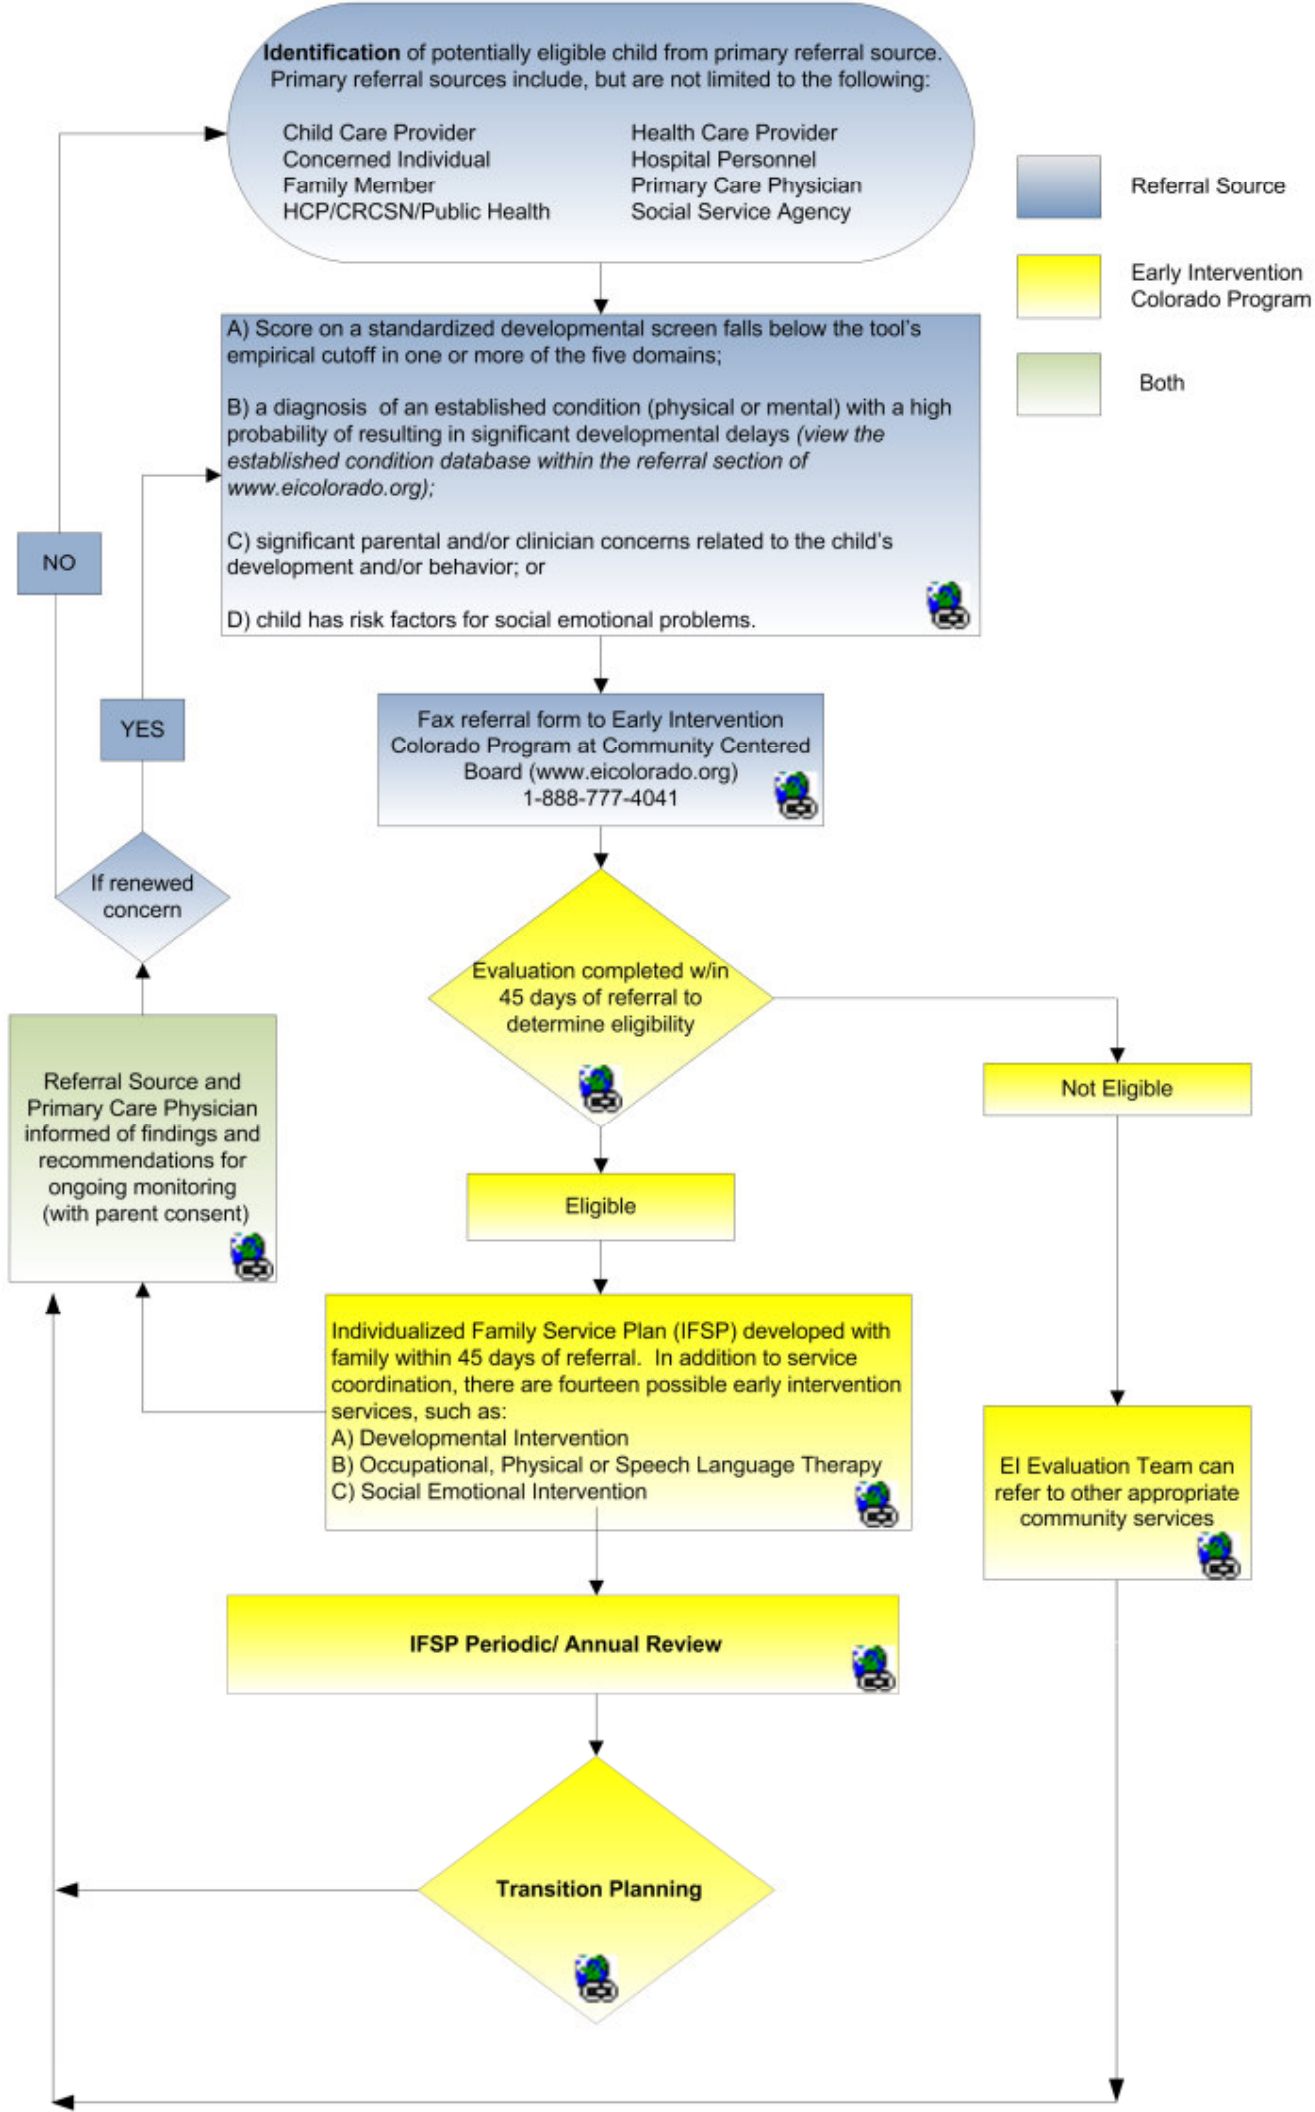 Identification of potentially eligible child from primary referral source.
Primary referral sources include, but are not limited to the following:
Child Care Provider
Concerned Individual
Family Member
HCP/CRCSN/Public Health
Health Care Provider
Hospital Personnel
Primary Care Physician
Social Service Agency
Referral Source
Early Intervention
Colorado Program
Both
A) Score on a standardized developmental screen falls below the tool's
empirical cutoff in one or more of the five domains;
B) a diagnosis of an established condition (physical or mental) with a high
probability of resulting in significant developmental delays (view the
established condition database within the referral section of
www.eicolorado.org);
C) significant parental and/or clinician concerns related to the child's
development and/or behavior; or
D) child has risk factors for social emotional problems.
NO
YES
Fax referral form to Early Intervention
Colorado Program at Community Centered
Board (www.eicolorado.org)
1-888-777-4041
If renewed
concern
Evaluation completed w/in
45 days of referral to
determine eligibility
Referral Source and
Primary Care Physician
informed of findings and
recommendations for
ongoing monitoring
(with parent consent)
Not Eligible
Eligible
Individualized Family Service Plan (IFSP) developed with
family within 45 days of referral. In addition to service
coordination, there are fourteen possible early intervention
services, such as:
A) Developmental Intervention
B) Occupational, Physical or Speech Language Therapy
C) Social Emotional Intervention
EI Evaluation Team can
refer to other appropriate
community services
IFSP Periodic/ Annual Review
Transition Planning